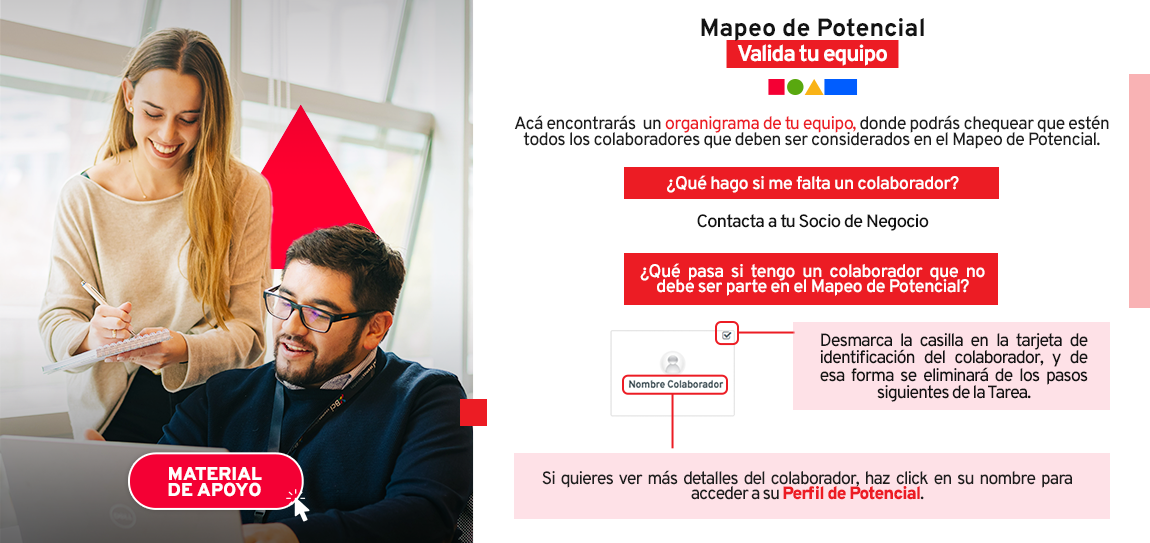 Mapeo de Potencial
Valida tu equipo
Acá encontrarás un organigrama de tu equipo, donde podrás chequear que estén
todos los colaboradores que deben ser considerados en el Mapeo de Potencial.
¿Qué hago si me falta un colaborador?
Contacta a tu Socio de Negocio
¿Qué pasa si tengo un colaborador que no
debe ser parte en el Mapeo de Potencial?
Nombre Colaborador
Desmarca la casilla en la tarjeta de
identificación del colaborador, y de
esa forma se eliminará de los pasos
siguientes de la Tarea.
Si quieres ver más detalles del colaborador, haz click en su nombre para
acceder a su Perfil de Potencial.
MATERIAL
DE APOYO